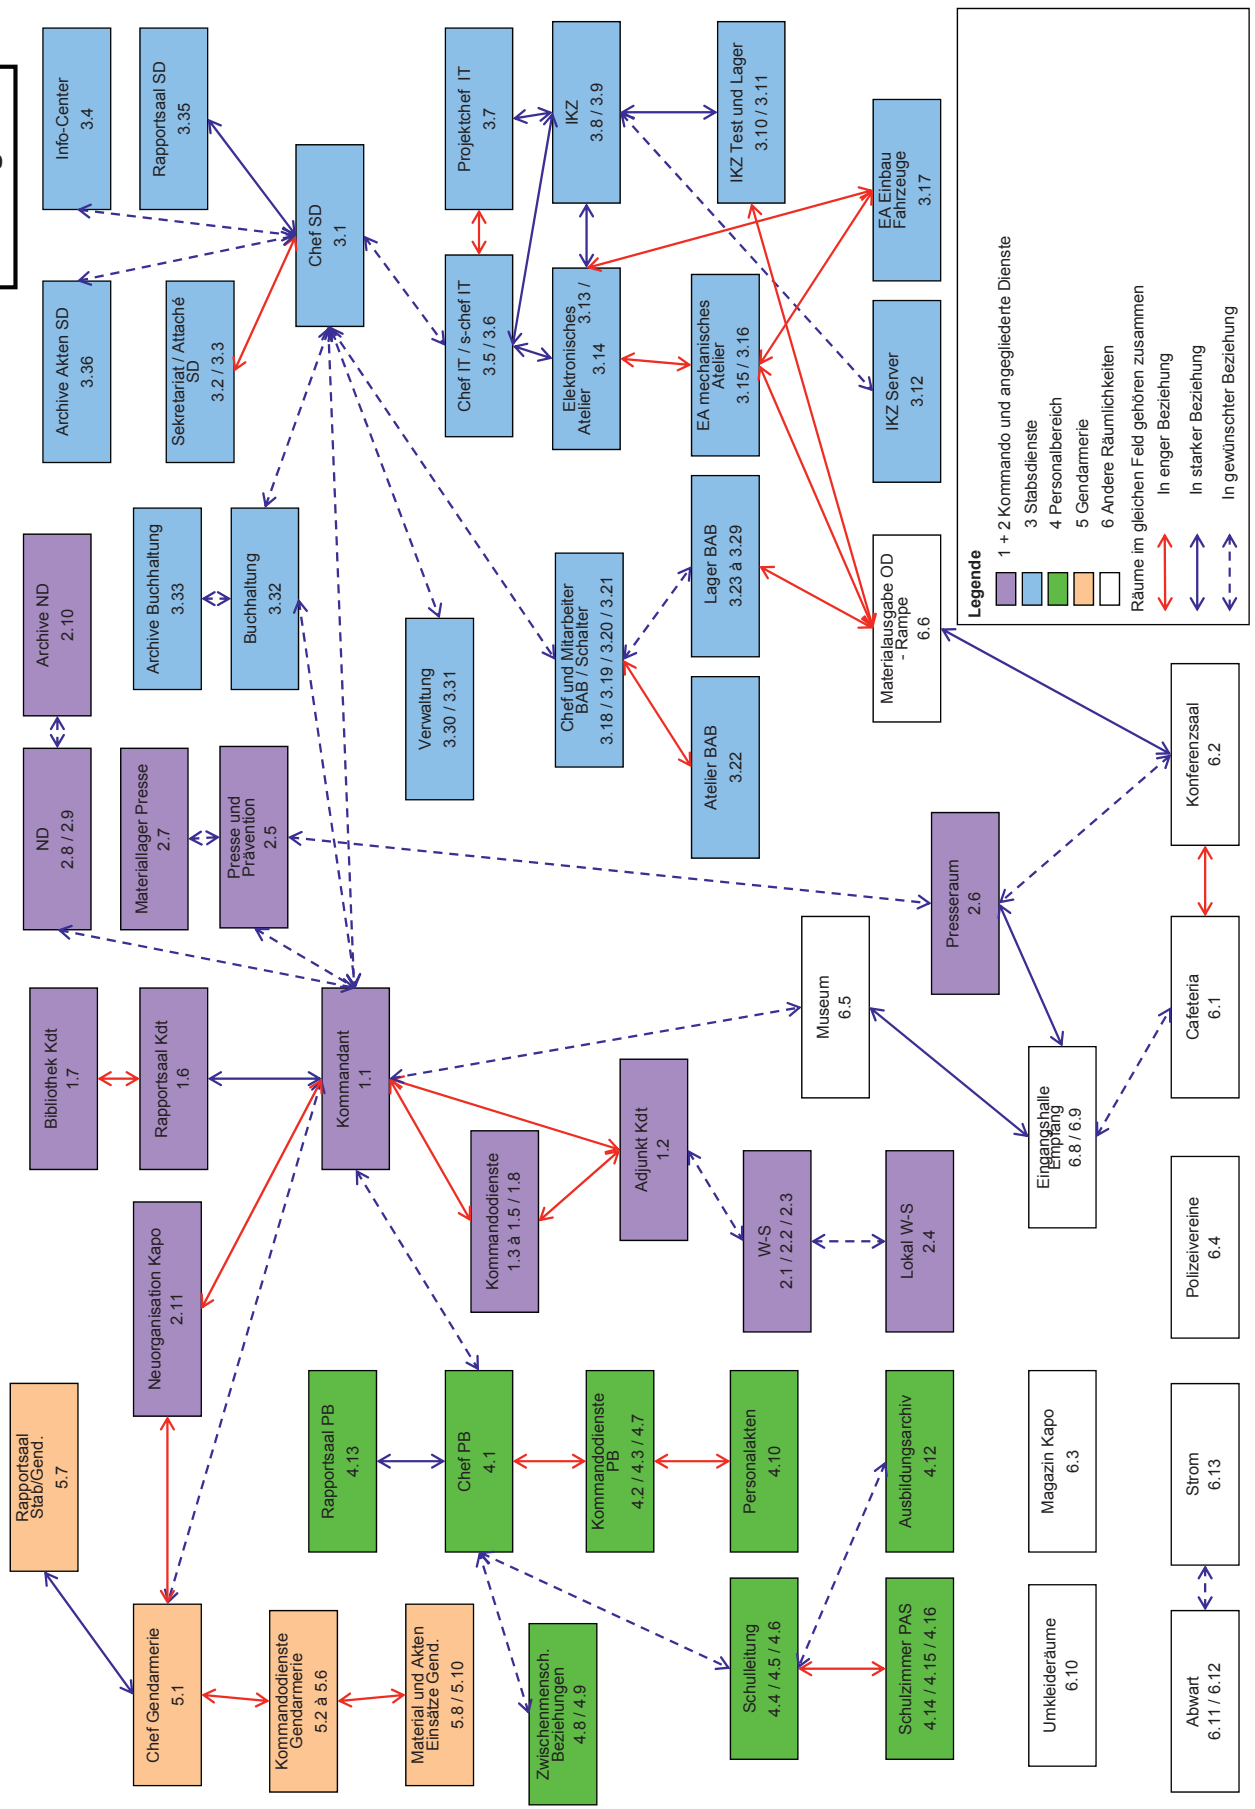 Rapportsaal
Stab/Gend.
5.7
Bibliothek Kdt
1.7
ND
2.8 / 2.9
Archive ND
2.10
Archive Akten SD
3.36
Info-Center
3.4
Chef Gendarmerie
5.1
Neuorganisation Kapo
2.11
Rapportsaal Kdt
1.6
Materiallager Presse
2.7
Archive Buchhaltung
3.33
Sekretariat / Attaché
SD
3.2 / 3.3
Rapportsaal SD
3.35
Kommandodienste
Gendarmerie
5.2 à 5.6
Presse und
Prävention
2.5
Buchhaltung
3.32
Rapportsaal PB
4.13
Kommandant
1.1
Chef SD
3.1
Material und Akten
Einsätze Gend.
5.8 / 5.10
Chef PB
4.1
Kommandodienste
1.3 à 1.5 / 1.8
Verwaltung
3.30 / 3.31
Chef IT / s-chef IT
3.5 / 3.6
Projektchef IT
3.7
Zwischenmensch.
Beziehungen
4.8 / 4.9
Kommandodienste
PB
4.2 / 4.3 / 4.7
Adjunkt Kdt
1.2
Chef und Mitarbeiter
BAB / Schalter
3.18 / 3.19 / 3.20 / 3.21
Elektronisches
Atelier 3.13 /
3.14
IKZ
3.8 / 3.9
Schulleitung
4.4 / 4.5 / 4.6
Personalakten
4.10
W-S
2.1 / 2.2 / 2.3
Atelier BAB
3.22
Lager BAB
3.23 à 3.29
EA mechanisches
Atelier
3.15 / 3.16
IKZ Test und Lager
3.10 / 3.11
Schulzimmer PAS
4.14 / 4.15 / 4.16
Ausbildungsarchiv
4.12
Lokal W-S
2.4
Museum
6.5
Presseraum
2.6
Materialausgabe OD
- Rampe
6.6
IKZ Server
3.12
EA Einbau
Fahrzeuge
3.17
Umkleideräume
6.10
Magazin Kapo
6.3
Eingangshalle
Empfang
6.8 / 6.9
Abwart
6.11 / 6.12
Strom
6.13
Polizeivereine
6.4
Cafeteria
6.1
Konferenzsaal
6.2
Legende
1 + 2 Kommando und angegliederte Dienste
3 Stabsdienste
4 Personalbereich
5 Gendarmerie
6 Andere Räumlichkeiten
Räume im gleichen Feld gehören zusammen
In enger Beziehung
In starker Beziehung
In gewünschter Beziehung